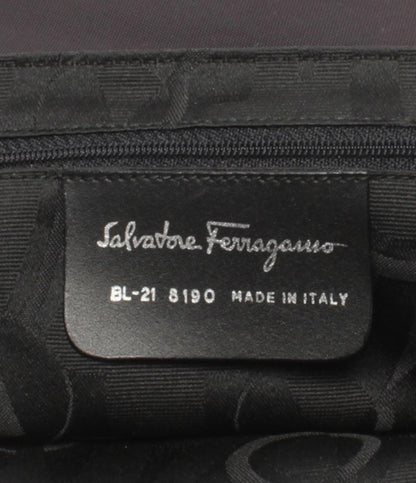 Salvatore Ferragamo
BL-21 8190 MADE IN ITALY